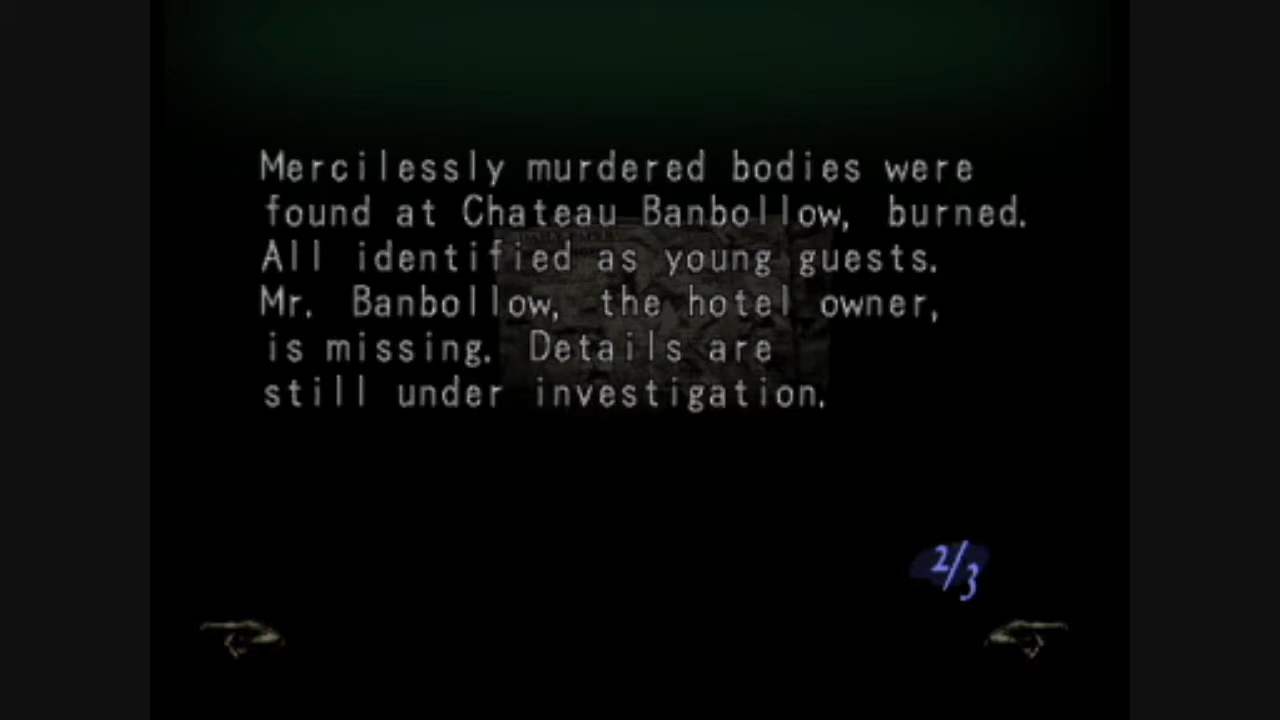 Mercilessly murdered bodies were
found at Chateau Banbollow, burned.
All identified as young guests.
Mr. Banbollow, the hotel owner,
is missing. Details are
still under investigation.
2/3